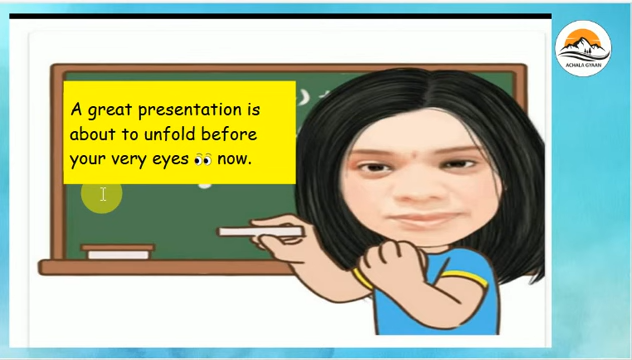 A great presentation is
about to unfold before
your very eyes 👀 now.
ACHALA GYAAN